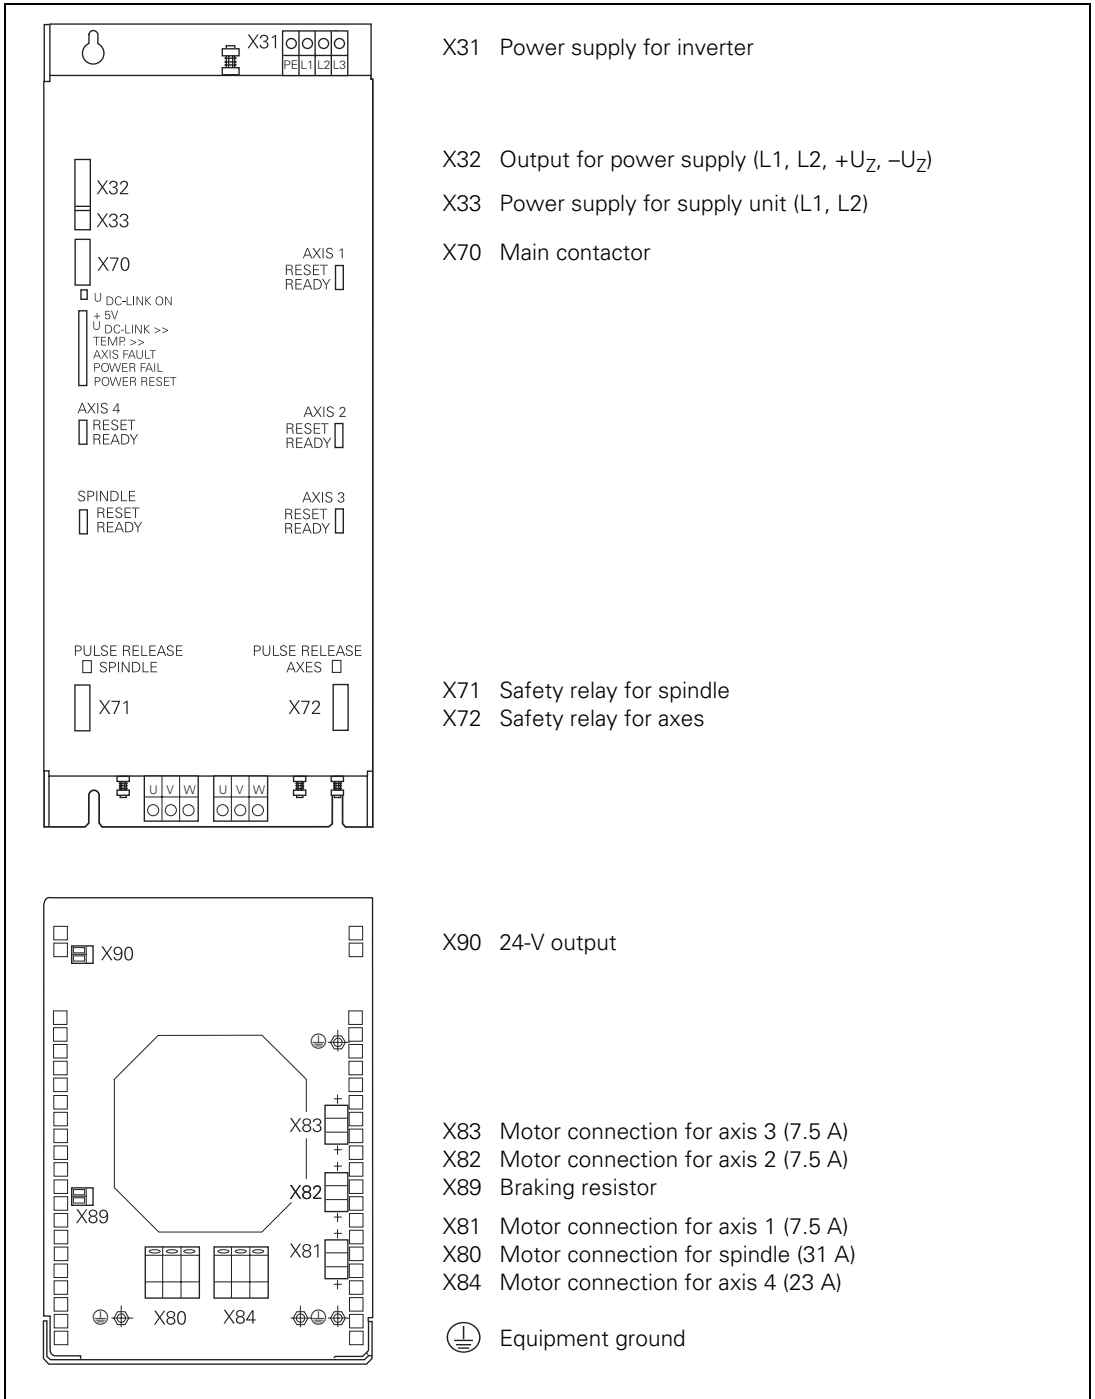 X31
PE L1 L2 L3
X31 Power supply for inverter
X32
X33
X32 Output for power supply (L1, L2, +UZ, –UZ)
X33 Power supply for supply unit (L1, L2)
X70
X70 Main contactor
AXIS 1
RESET
READY
U DC-LINK ON
+ 5V
U DC-LINK >>
TEMP. >>
AXIS FAULT
POWER FAIL
POWER RESET
AXIS 4
RESET
READY
AXIS 2
RESET
READY
SPINDLE
RESET
READY
AXIS 3
RESET
READY
PULSE RELEASE
SPINDLE
PULSE RELEASE
AXES
X71
X72
X71 Safety relay for spindle
X72 Safety relay for axes
U V W
U V W
X90
X90 24-V output
X83
X82
X89
X81
X80
X84
X83 Motor connection for axis 3 (7.5 A)
X82 Motor connection for axis 2 (7.5 A)
X89 Braking resistor
X81 Motor connection for axis 1 (7.5 A)
X80 Motor connection for spindle (31 A)
X84 Motor connection for axis 4 (23 A)
Equipment ground